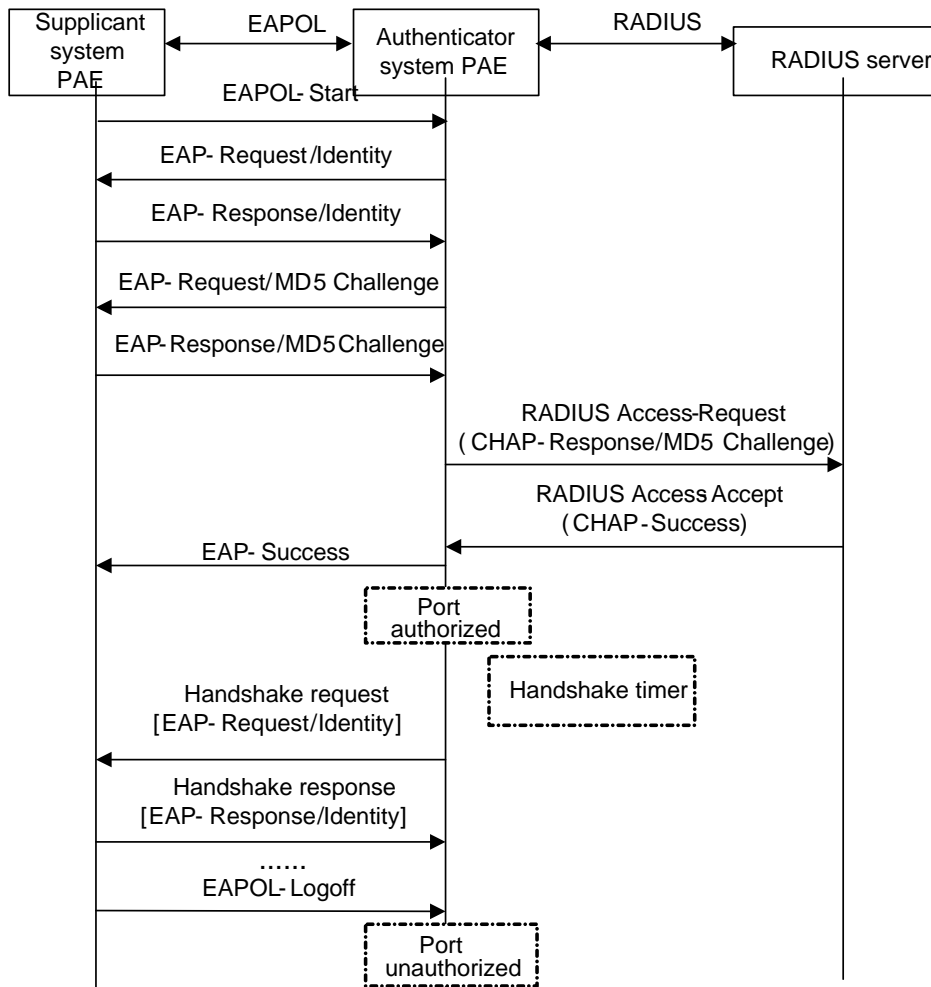 Supplicant
system
PAE
EAPOL
Authenticator
system PAE
RADIUS
RADIUS server
EAPOL- Start
EAP- Request/Identity
EAP- Response/Identity
EAP- Request/MD5 Challenge
EAP- Response/MD5 Challenge
RADIUS Access-Request
( CHAP- Response/MD5 Challenge)
RADIUS Access-Accept
( CHAP - Success)
EAP- Success
Port
authorized
Handshake timer
Handshake request
[EAP- Request/Identity]
Handshake response
[EAP- Response/Identity]
......
EAPOL- Logoff
Port
unauthorized